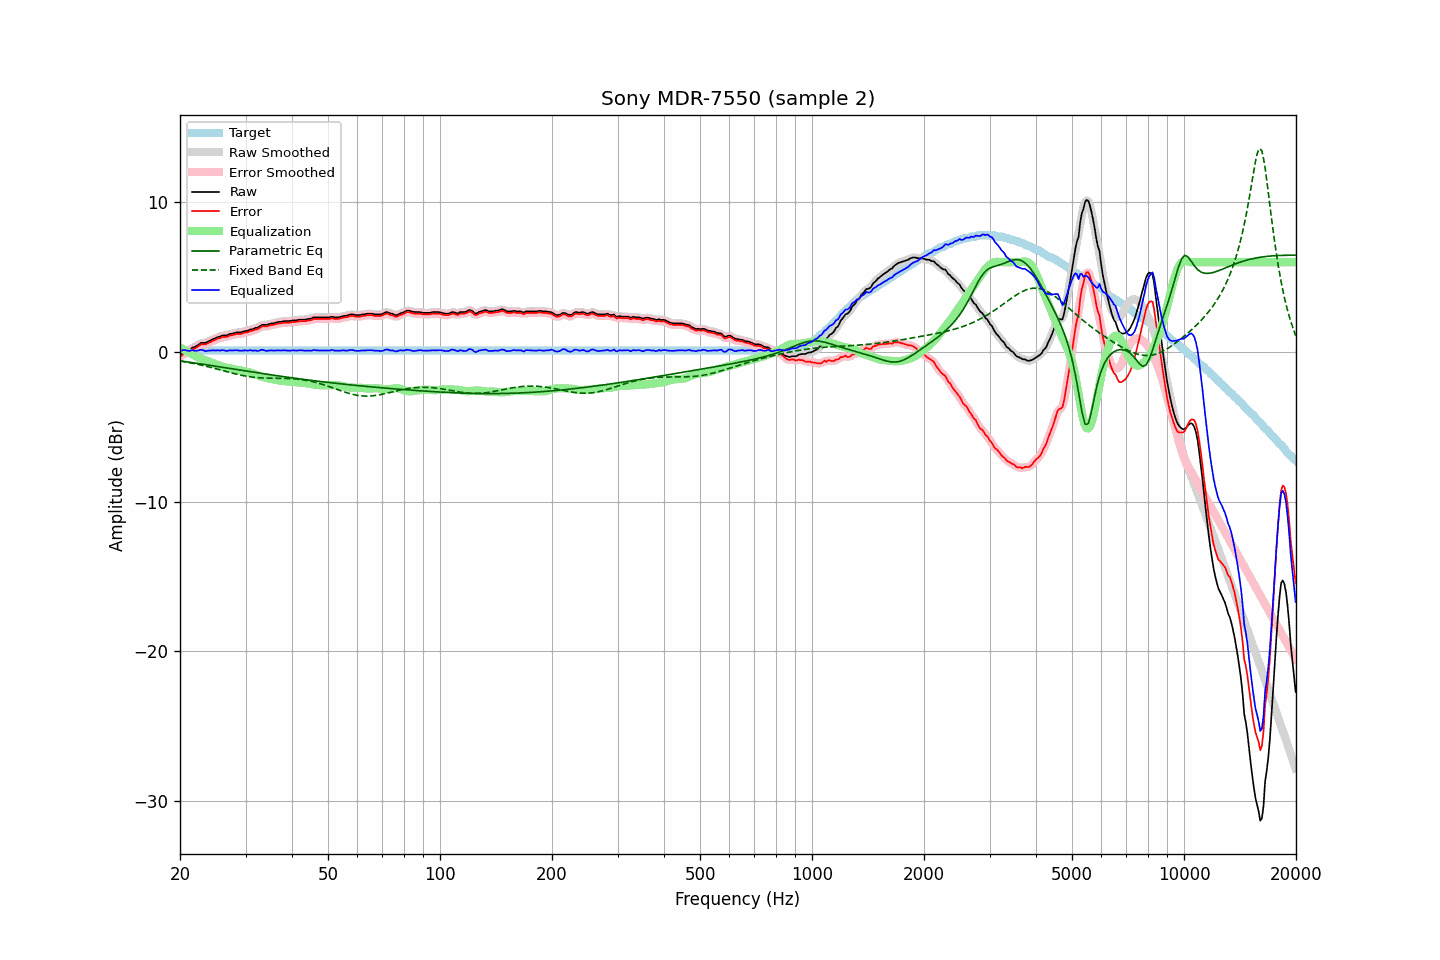 Sony MDR-7550 (sample 2)
Target
Raw Smoothed
Error Smoothed
Raw
Error
Equalization
Parametric Eq
Fixed Band Eq
Equalized
10
0
−10
−20
−30
Amplitude (dBr)
20 50 100 200 500 1000 2000 5000 10000 20000
Frequency (Hz)